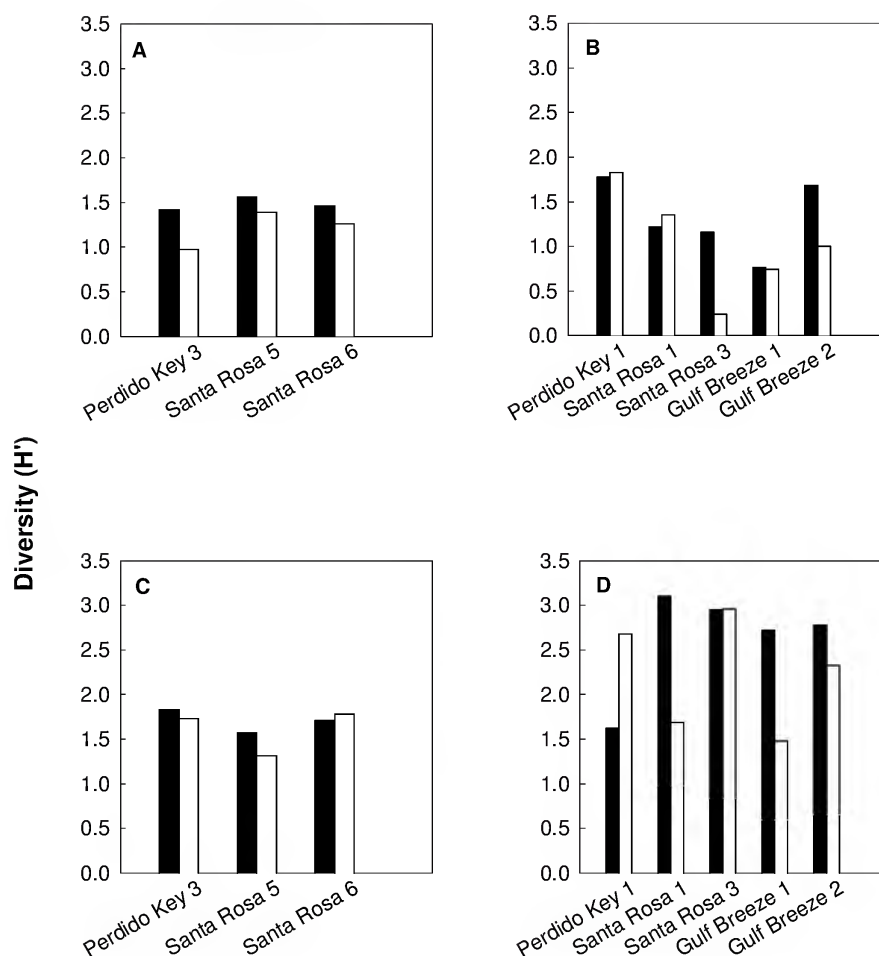 Diversity (H')
A
3.5
3.0
2.5
2.0
1.5
1.0
0.5
0.0
Perdido Key 3
Santa Rosa 5
Santa Rosa 6
B
3.5
3.0
2.5
2.0
1.5
1.0
0.5
0.0
Perdido Key 1
Santa Rosa 1
Santa Rosa 3
Gulf Breeze 1
Gulf Breeze 2
C
3.5
3.0
2.5
2.0
1.5
1.0
0.5
0.0
Perdido Key 3
Santa Rosa 5
Santa Rosa 6
D
3.5
3.0
2.5
2.0
1.5
1.0
0.5
0.0
Perdido Key 1
Santa Rosa 1
Santa Rosa 3
Gulf Breeze 1
Gulf Breeze 2